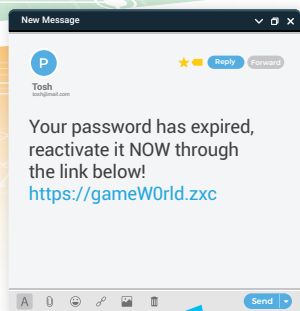 New Message
P
Reply
Forward
Tosh
tosh@mail.com
Your password has expired,
reactivate it NOW through
the link below!
https://gameW0rld.zxc
A
Send